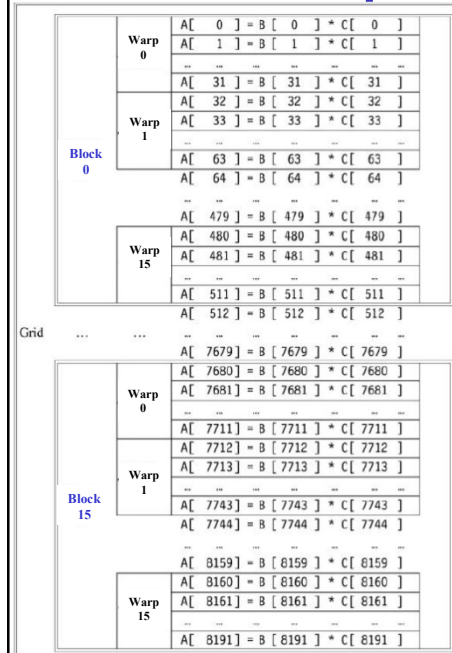 A[ 0 ] = B [ 0 ] * C[ 0 ]
Warp 0
A[ 1 ] = B [ 1 ] * C[ 1 ]
... ... ... ... ... ...
A[ 31 ] = B [ 31 ] * C[ 31 ]
A[ 32 ] = B [ 32 ] * C[ 32 ]
Warp 1
A[ 33 ] = B [ 33 ] * C[ 33 ]
... ... ... ... ... ...
Block 0
A[ 63 ] = B [ 63 ] * C[ 63 ]
A[ 64 ] = B [ 64 ] * C[ 64 ]
... ... ... ... ... ...
A[ 479 ] = B [ 479 ] * C[ 479 ]
A[ 480 ] = B [ 480 ] * C[ 480 ]
Warp 15
A[ 481 ] = B [ 481 ] * C[ 481 ]
... ... ... ... ... ...
A[ 511 ] = B [ 511 ] * C[ 511 ]
A[ 512 ] = B [ 512 ] * C[ 512 ]
Grid ... ... ... ... ... ... ... ...
A[ 7679] = B [ 7679 ] * C[ 7679 ]
A[ 7680] = B [ 7680 ] * C[ 7680 ]
Warp 0
A[ 7681] = B [ 7681 ] * C[ 7681 ]
... ... ... ... ... ...
A[ 7711] = B [ 7711 ] * C[ 7711 ]
A[ 7712] = B [ 7712 ] * C[ 7712 ]
Warp 1
A[ 7713] = B [ 7713 ] * C[ 7713 ]
... ... ... ... ... ...
Block 15
A[ 7743] = B [ 7743 ] * C[ 7743 ]
A[ 7744] = B [ 7744 ] * C[ 7744 ]
... ... ... ... ... ...
A[ 8159] = B [ 8159 ] * C[ 8159 ]
A[ 8160] = B [ 8160 ] * C[ 8160 ]
Warp 15
A[ 8161] = B [ 8161 ] * C[ 8161 ]
... ... ... ... ... ...
A[ 8191] = B [ 8191 ] * C[ 8191 ]